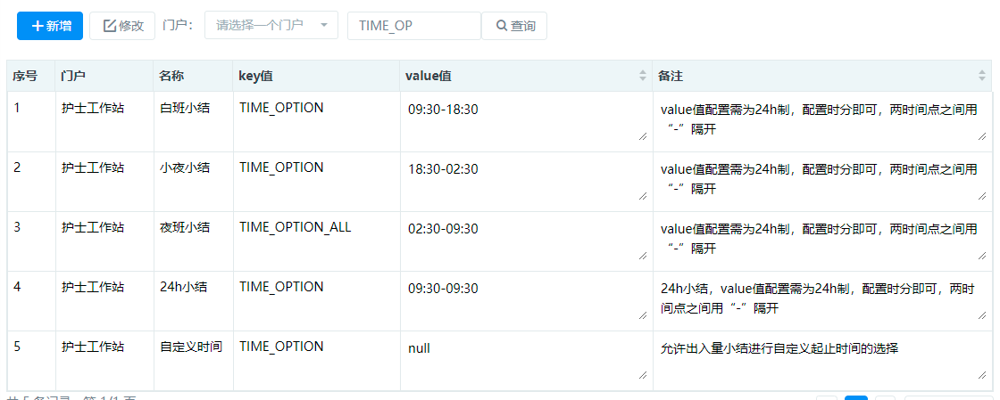 新增 修改 门户： 请选择一个门户 TIME_OP 查询
序号 门户 名称 key值 value值 备注
1 护士工作站 白班小结 TIME_OPTION 09:30-18:30 value值配置需为24h制，配置时分即可，两时间点之间用
“-”隔开
2 护士工作站 小夜小结 TIME_OPTION 18:30-02:30 value值配置需为24h制，配置时分即可，两时间点之间用
“-”隔开
3 护士工作站 夜班小结 TIME_OPTION_ALL 02:30-09:30 value值配置需为24h制，配置时分即可，两时间点之间用
“-”隔开
4 护士工作站 24h小结 TIME_OPTION 09:30-09:30 24h小结，value值配置需为24h制，配置时分即可，两时
间点之间用“-”隔开
5 护士工作站 自定义时间 TIME_OPTION null 允许出入量小结进行自定义起止时间的选择